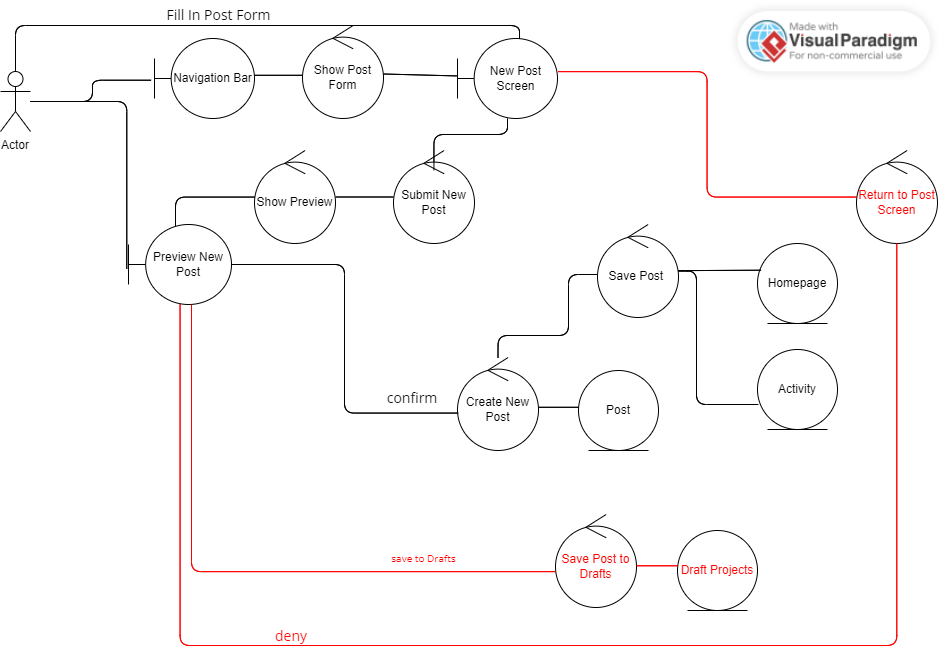 Fill In Post Form
Made with
VisualParadigm
For non-commercial use
Navigation Bar
Show Post
Form
New Post
Screen
Actor
Show Preview
Submit New
Post
Return to Post
Screen
Preview New
Post
Save Post
Homepage
confirm
Create New
Post
Post
Activity
save to Drafts
Save Post to
Drafts
Draft Projects
deny